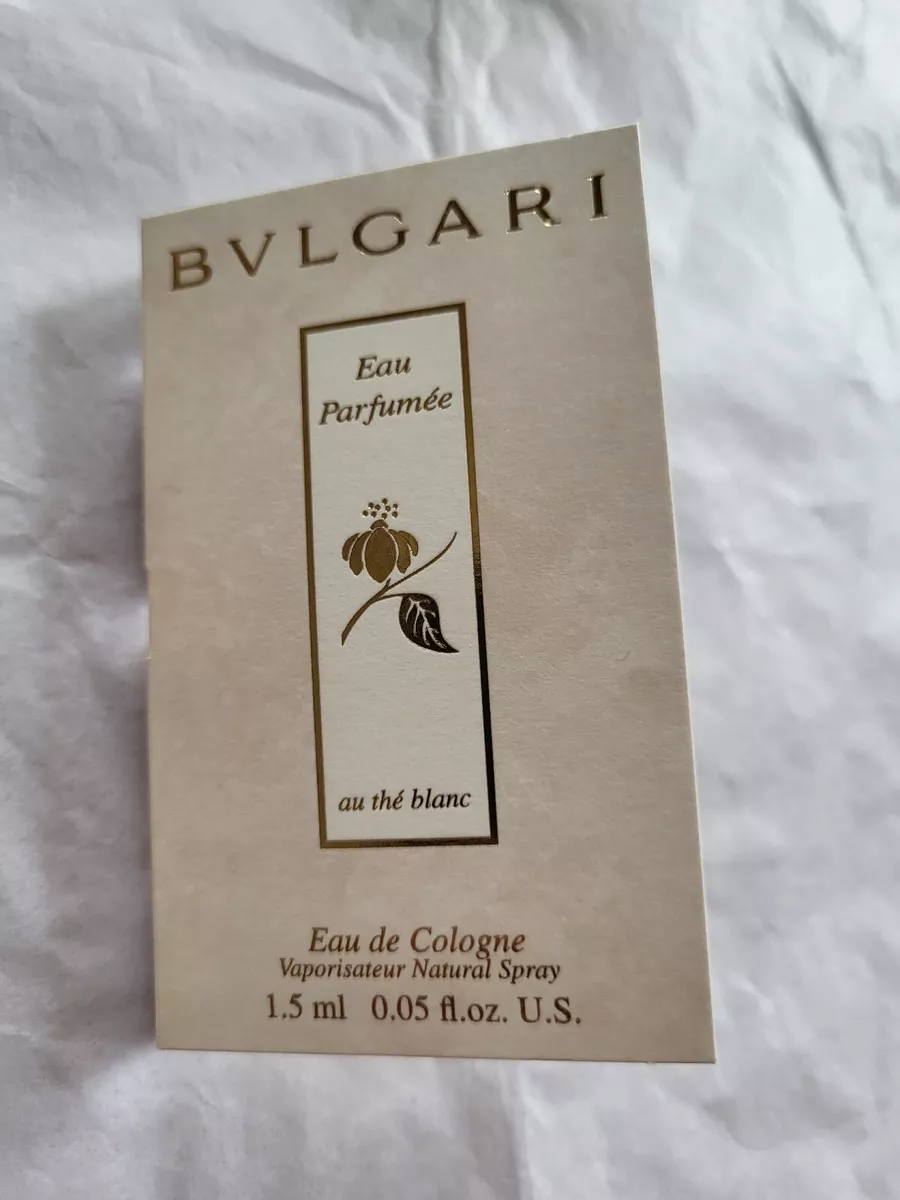 BVLGARI
Eau
Parfumée
au thé blanc
Eau de Cologne
Vaporisateur Natural Spray
1.5 ml 0.05 fl.oz. U.S.